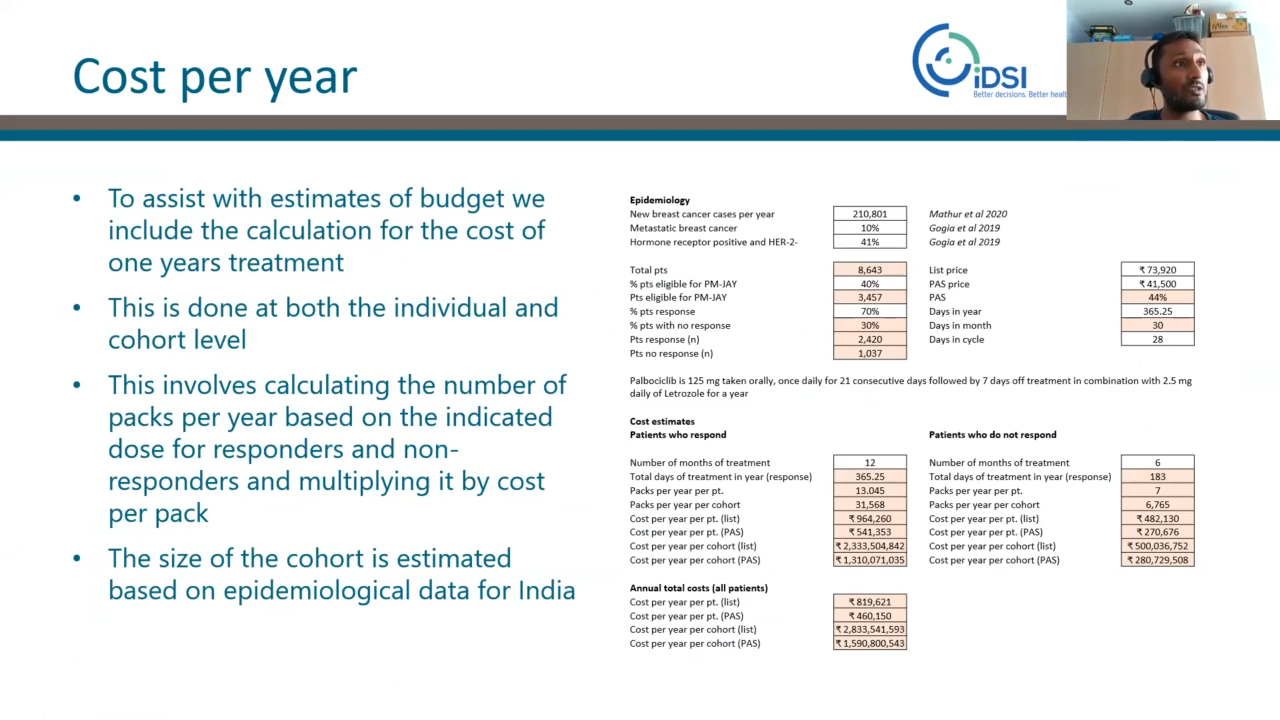 Cost per year
iDSI
Better decisions. Better healt
• To assist with estimates of budget we
include the calculation for the cost of
one years treatment
• This is done at both the individual and
cohort level
• This involves calculating the number of
packs per year based on the indicated
dose for responders and non-
responders and multiplying it by cost
per pack
• The size of the cohort is estimated
based on epidemiological data for India
Epidemiology
New breast cancer cases per year 210,801 Mathur et al 2020
Metastatic breast cancer 10% Gogia et al 2019
Hormone receptor positive and HER-2- 41% Gogia et al 2019
Total pts 8,643 List price ₹ 73,920
% pts eligible for PM-JAY 40% PAS price ₹ 41,500
Pts eligible for PM-JAY 3,457 PAS 44%
% pts response 70% Days in year 365.25
% pts with no response 30% Days in month 30
Pts response (n) 2,420 Days in cycle 28
Pts no response (n) 1,037
Palbociclib is 125 mg taken orally, once daily for 21 consecutive days followed by 7 days off treatment in combination with 2.5 mg
daily of Letrozole for a year
Cost estimates
Patients who respond Patients who do not respond
Number of months of treatment 12 Number of months of treatment 6
Total days of treatment in year (response) 365.25 Total days of treatment in year (response) 183
Packs per year per pt. 13.045 Packs per year per pt. 7
Packs per year per cohort 31,568 Packs per year per cohort 6,765
Cost per year per pt. (list) ₹ 964,260 Cost per year per pt. (list) ₹ 482,130
Cost per year per pt. (PAS) ₹ 541,353 Cost per year per pt. (PAS) ₹ 270,676
Cost per year per cohort (list) ₹ 2,333,504,842 Cost per year per cohort (list) ₹ 500,036,752
Cost per year per cohort (PAS) ₹ 1,310,071,035 Cost per year per cohort (PAS) ₹ 280,729,508
Annual total costs (all patients)
Cost per year per pt. (list) ₹ 819,621
Cost per year per pt. (PAS) ₹ 460,150
Cost per year per cohort (list) ₹ 2,833,541,593
Cost per year per cohort (PAS) ₹ 1,590,800,543